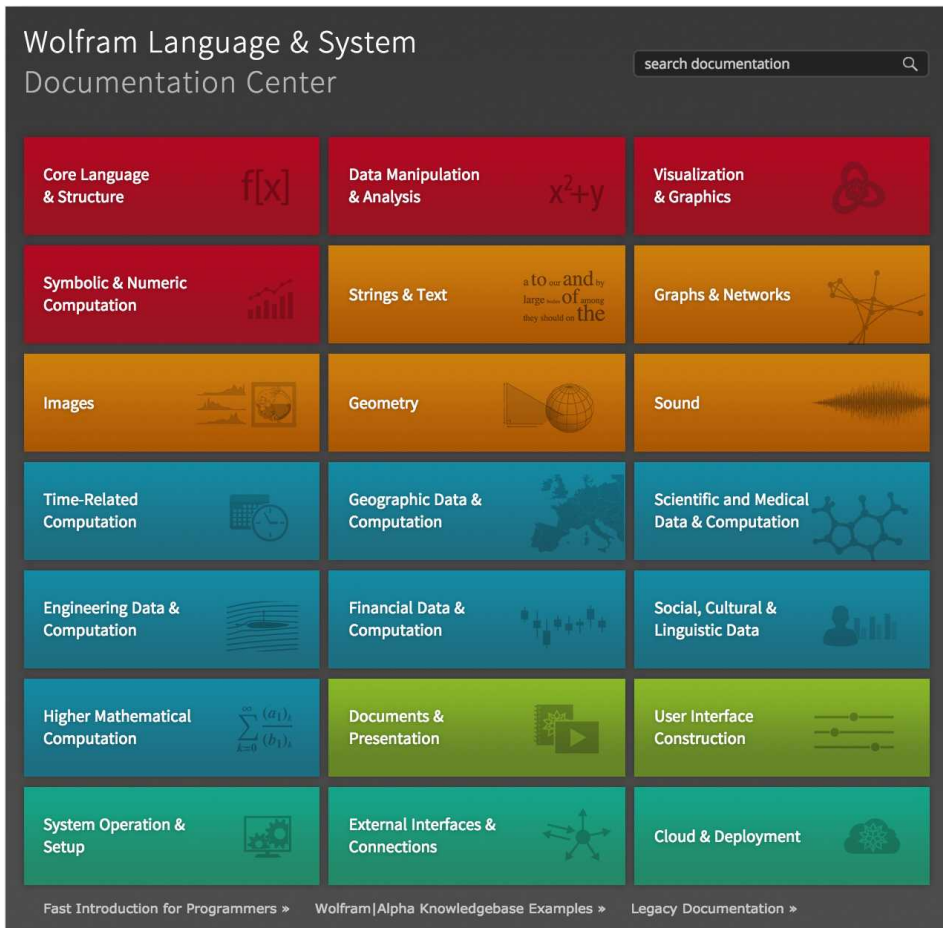 Wolfram Language & System
Documentation Center
search documentation
Core Language
& Structure
f[x]
Data Manipulation
& Analysis
x²+y
Visualization
& Graphics
Symbolic & Numeric
Computation
Strings & Text
a to our and by
large of among
they should on the
Graphs & Networks
Images
Geometry
Sound
Time-Related
Computation
Geographic Data &
Computation
Scientific and Medical
Data & Computation
Engineering Data &
Computation
Financial Data &
Computation
Social, Cultural &
Linguistic Data
Higher Mathematical
Computation
∞ ∑ k=0 (a₁)ᵢ / (b₁)ᵢ
Documents &
Presentation
User Interface
Construction
System Operation &
Setup
External Interfaces &
Connections
Cloud & Deployment
Fast Introduction for Programmers » Wolfram|Alpha Knowledgebase Examples » Legacy Documentation »